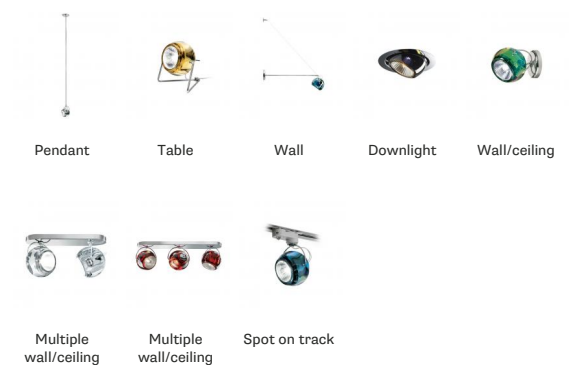 Pendant
Table
Wall
Downlight
Wall/ceiling
Multiple
wall/ceiling
Multiple
wall/ceiling
Spot on track